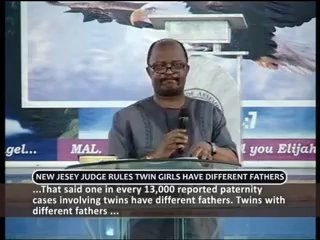 ngel...
MAL.
d you Elijah
NEW JESEY JUDGE RULES TWIN GIRLS HAVE DIFFERENT FATHERS
...That said one in every 13,000 reported paternity
cases involving twins have different fathers. Twins with
different fathers ...